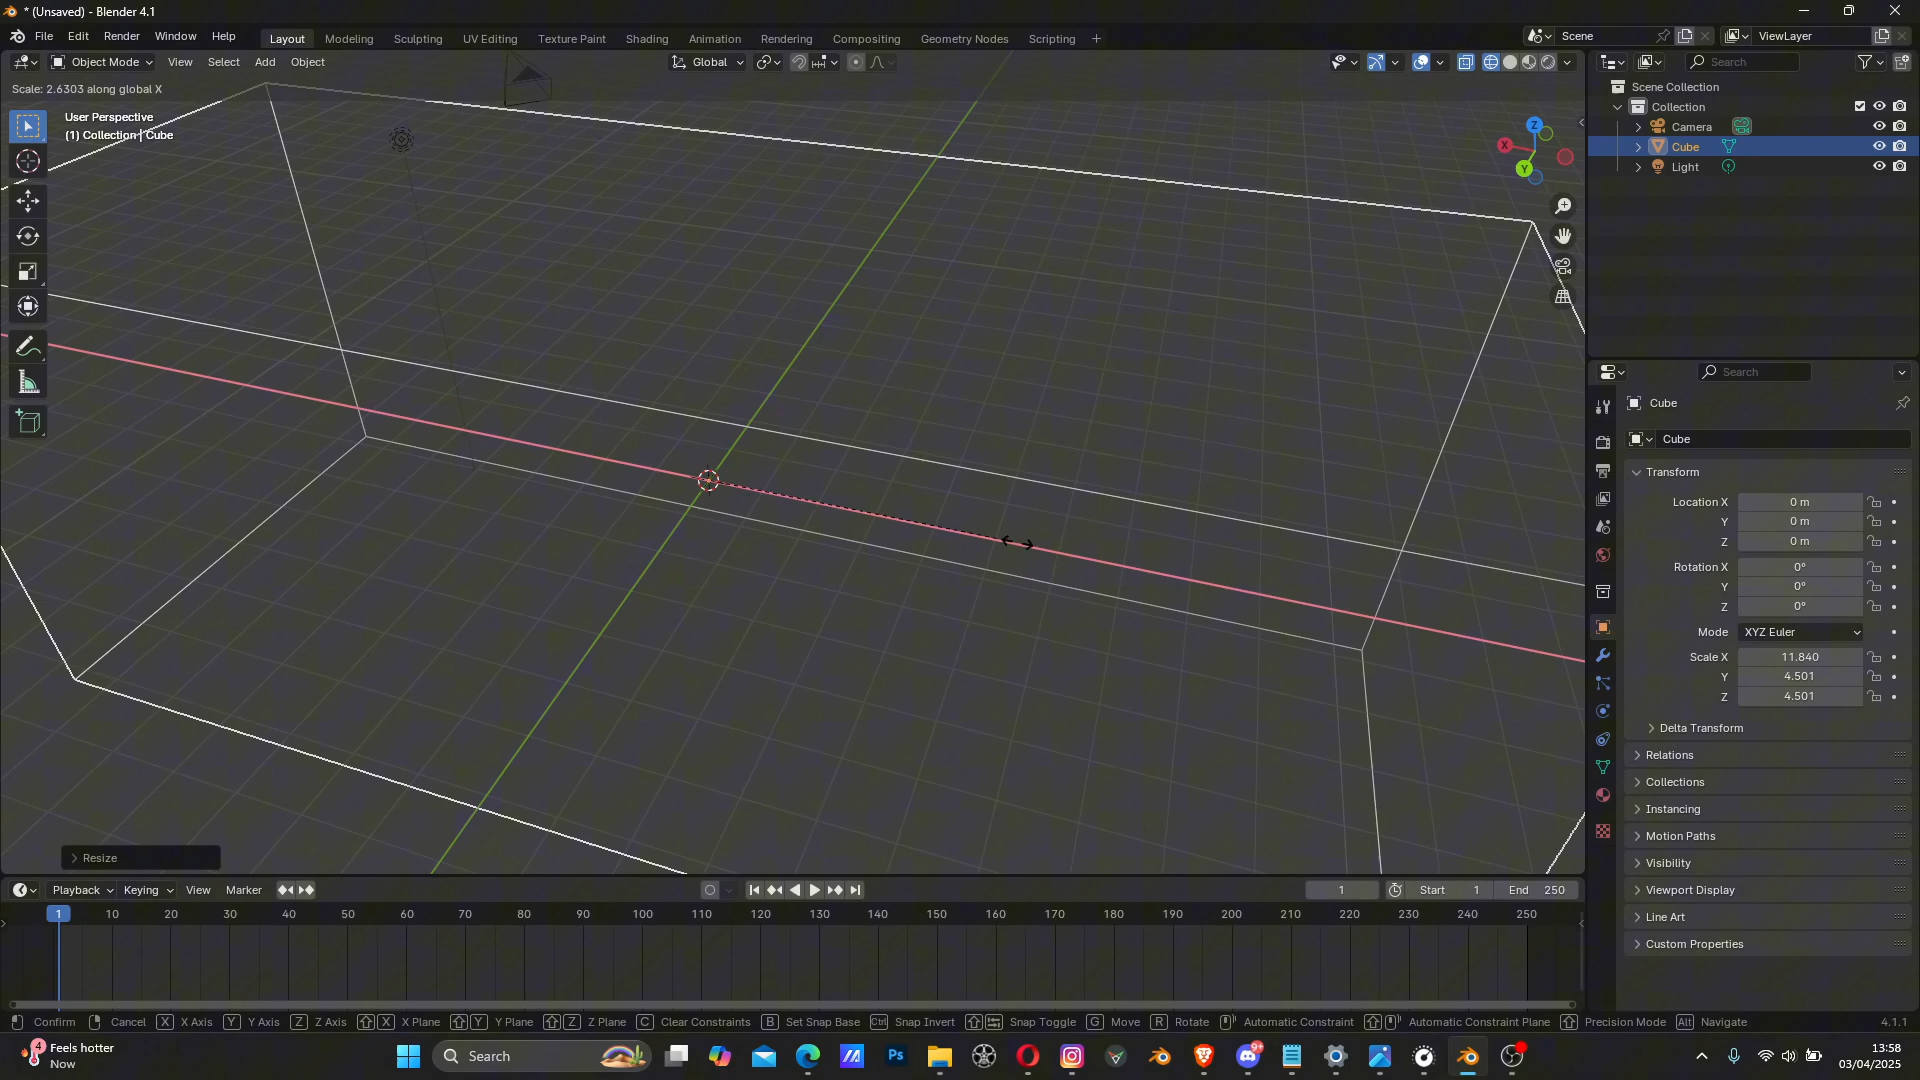 * (Unsaved) - Blender 4.1
File Edit Render Window Help Layout Modeling Sculpting UV Editing Texture Paint Shading Animation Rendering Compositing Geometry Nodes Scripting + Scene ViewLayer
Object Mode View Select Add Object Global Search
Scale: 2.6303 along global X
User Perspective
(1) Collection | Cube
Z
X
Y
Scene Collection
Collection
Camera
Cube
Light
Search
Cube
Cube
Transform
Location X 0 m
Y 0 m
Z 0 m
Rotation X 0°
Y 0°
Z 0°
Mode XYZ Euler
Scale X 11.840
Y 4.501
Z 4.501
Delta Transform
Relations
Collections
Instancing
Motion Paths
Visibility
Viewport Display
Line Art
Custom Properties
Resize
Playback Keying View Marker 1 Start 1 End 250
1 10 20 30 40 50 60 70 80 90 100 110 120 130 140 150 160 170 180 190 200 210 220 230 240 250
Confirm Cancel X X Axis Y Y Axis Z Z Axis X X Plane Y Y Plane Z Z Plane C Clear Constraints B Set Snap Base Ctrl Snap Invert Snap Toggle G Move R Rotate Automatic Constraint Automatic Constraint Plane Precision Mode Alt Navigate 4.1.1
4 Feels hotter
Now
Search
Ps
9+
13:58
03/04/2025